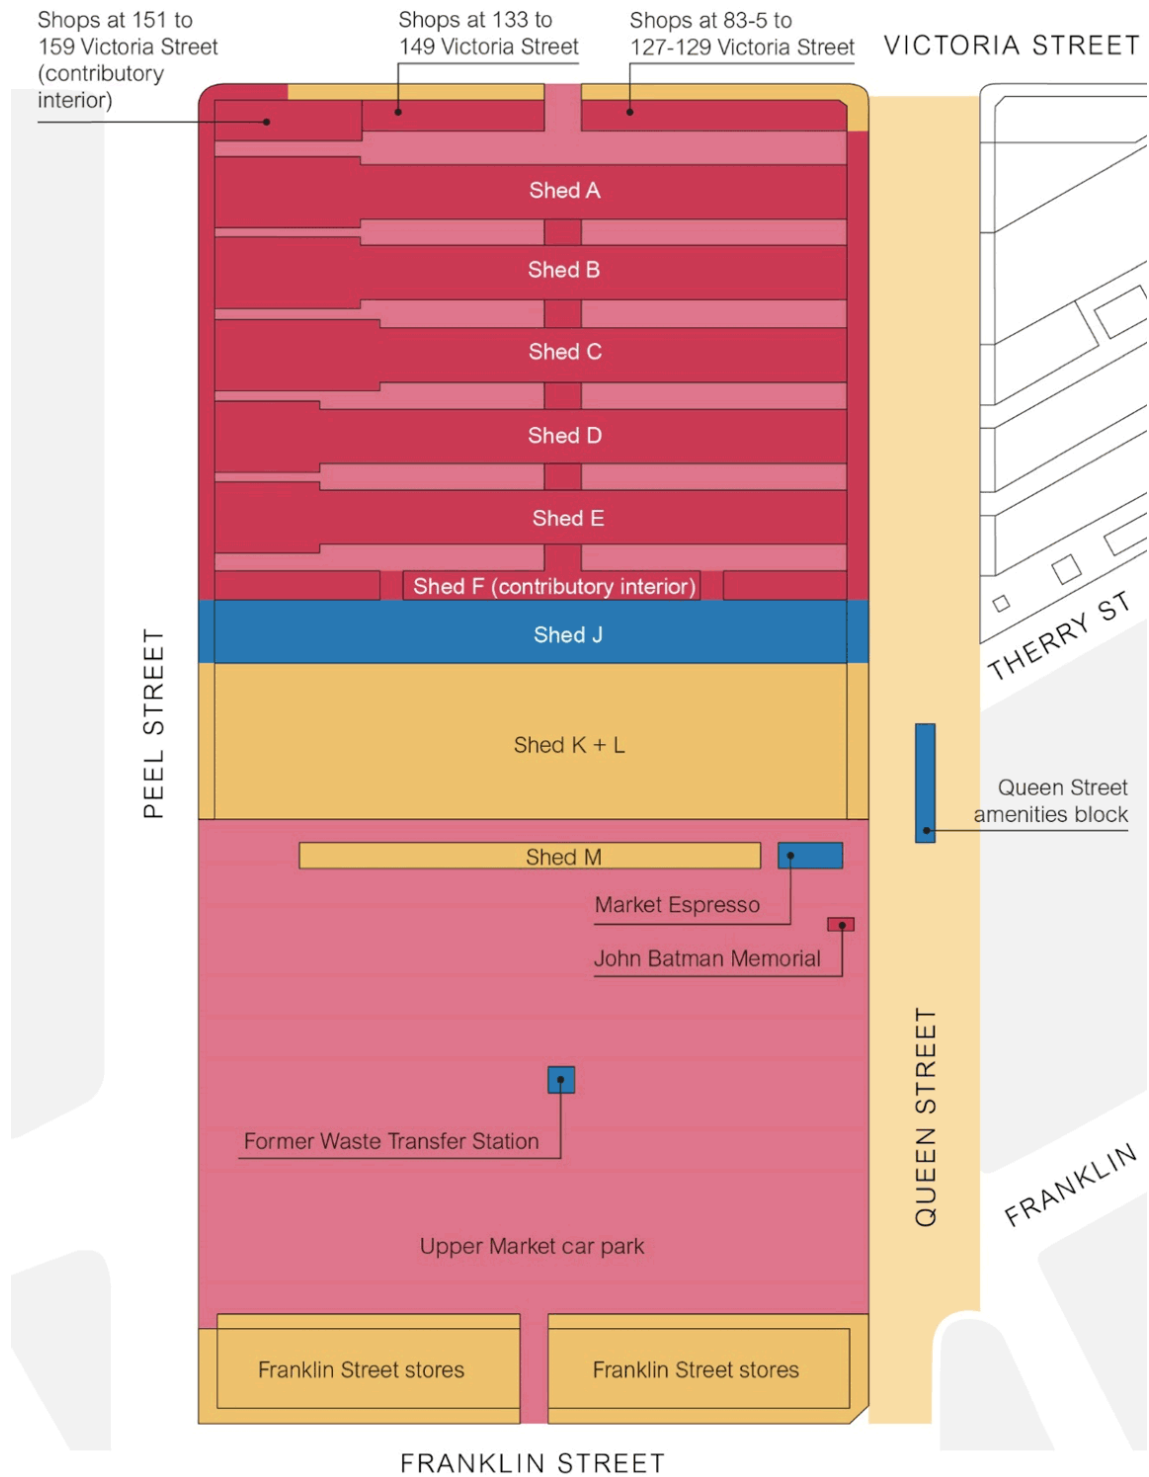 Shops at 151 to
159 Victoria Street
(contributory
interior)
Shops at 133 to
149 Victoria Street
Shops at 83-5 to
127-129 Victoria Street
VICTORIA STREET
Shed A
Shed B
Shed C
Shed D
Shed E
Shed F (contributory interior)
Shed J
THERRY ST
PEEL STREET
Shed K + L
Queen Street
amenities block
Shed M
Market Espresso
John Batman Memorial
QUEEN STREET
Former Waste Transfer Station
FRANKLIN
Upper Market car park
Franklin Street stores
Franklin Street stores
FRANKLIN STREET